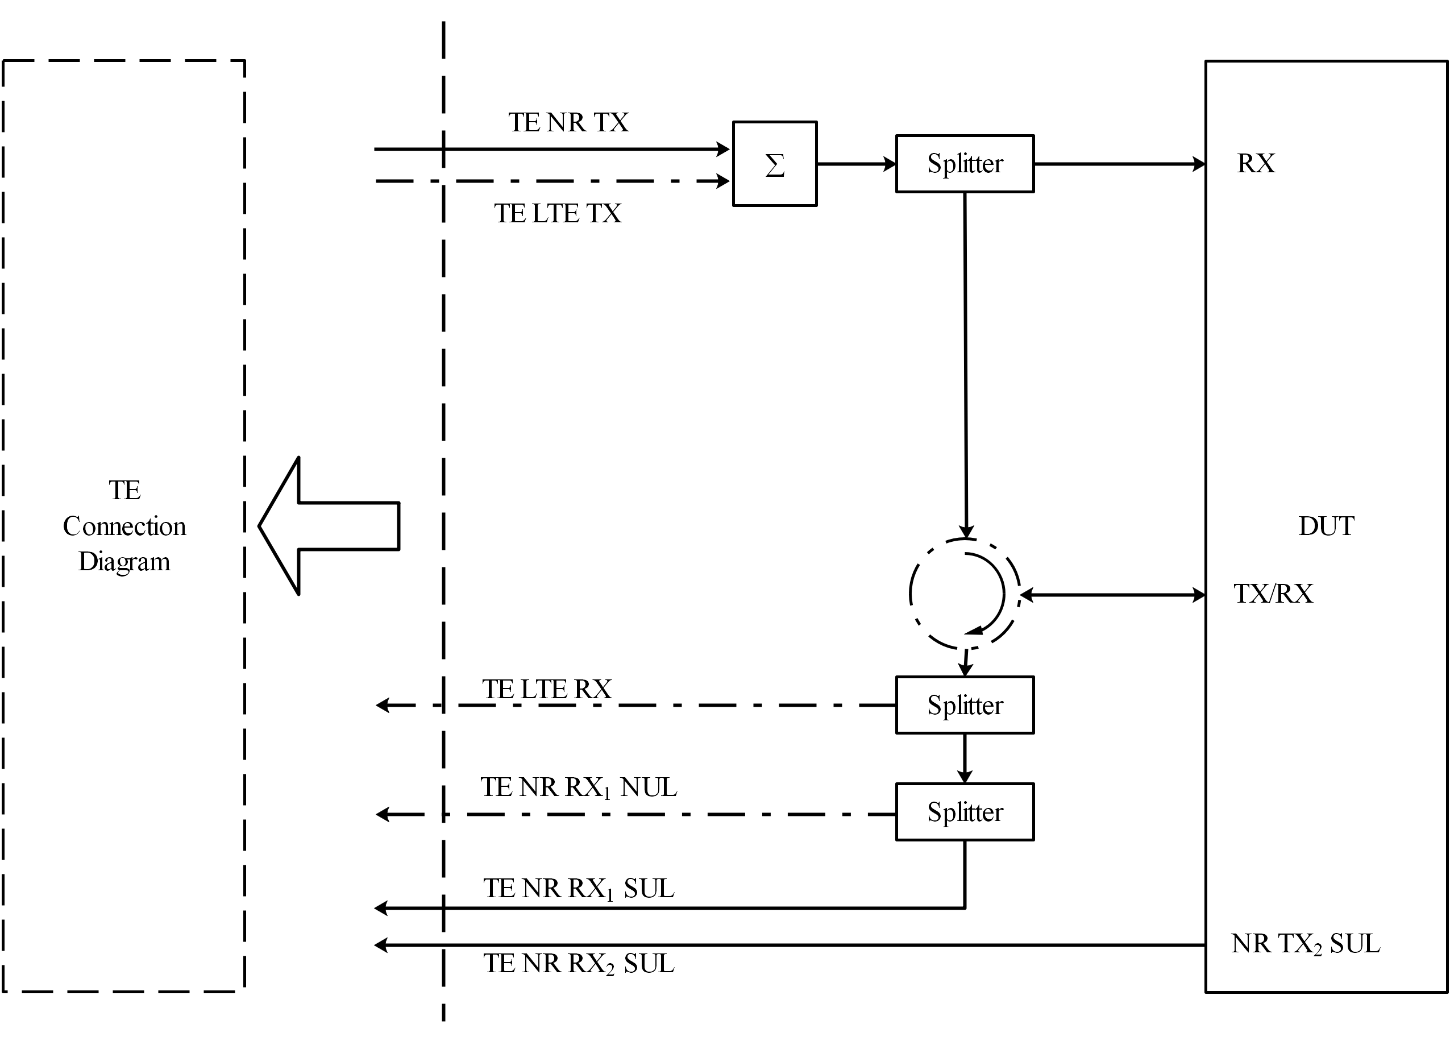 TE NR TX
Σ
Splitter
RX
TE LTE TX
TE
Connection
Diagram
DUT
TX/RX
TE LTE RX
Splitter
TE NR RX₁ NUL
Splitter
TE NR RX₁ SUL
NR TX₂ SUL
TE NR RX₂ SUL